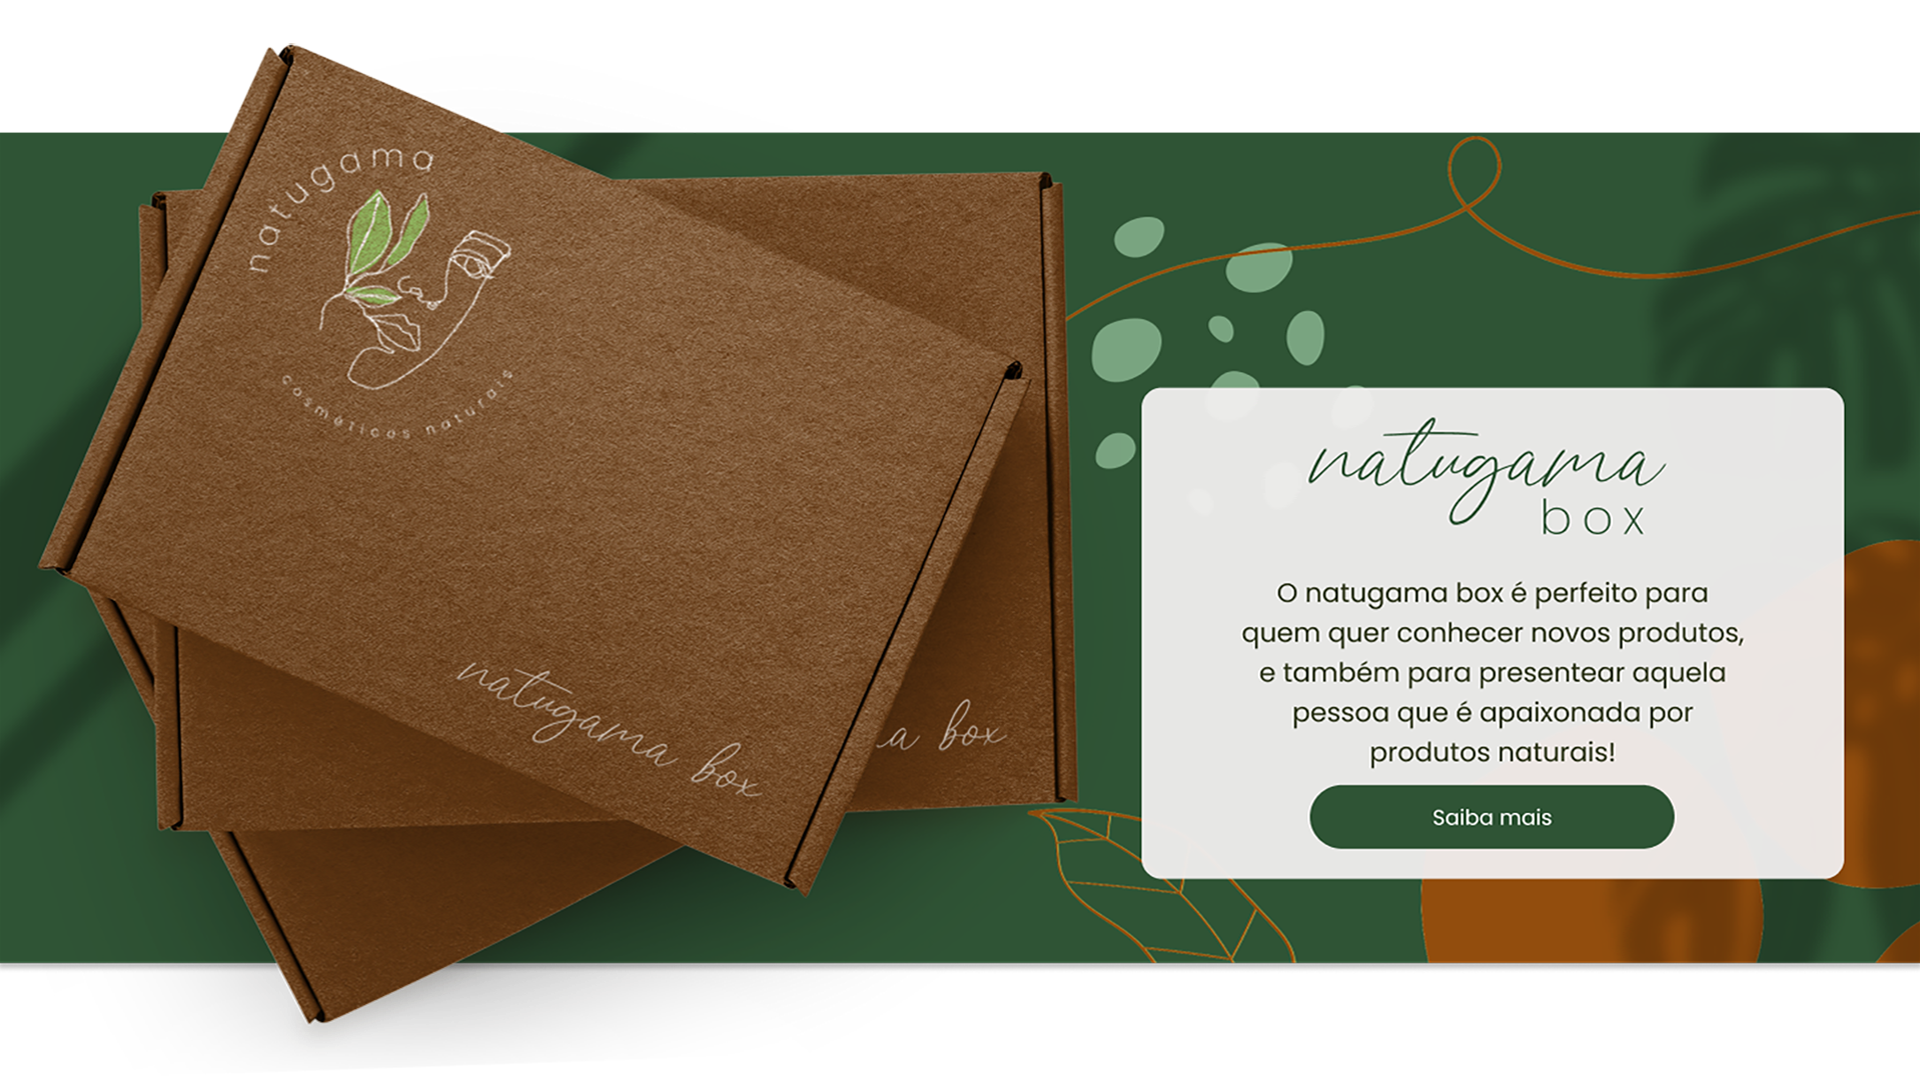 natugama
cosméticos naturais
natugama box
a box
natugama
box
O natugama box é perfeito para
quem quer conhecer novos produtos,
e também para presentear aquela
pessoa que é apaixonada por
produtos naturais!
Saiba mais